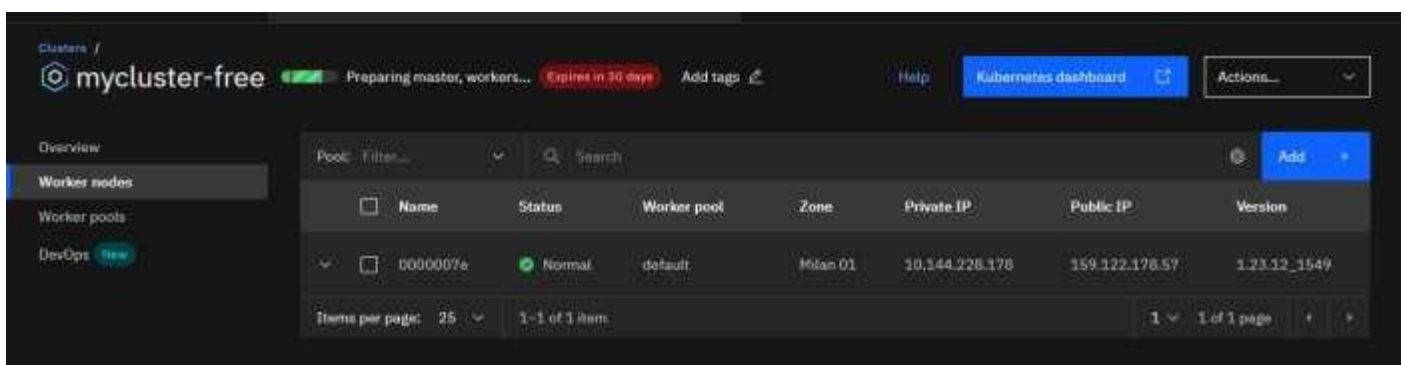 Clusters /
mycluster-free Preparing master, workers... Expires in 30 days Add tags Help Kubernetes dashboard Actions...
Overview
Worker nodes
Worker pools
DevOps New
Pool: Filter... Search Add +
Name Status Worker pool Zone Private IP Public IP Version
0000007e Normal default Milan 01 10.144.228.178 159.122.178.57 1.23.12_1549
Items per page: 25 1-1 of 1 item 1 1 of 1 page